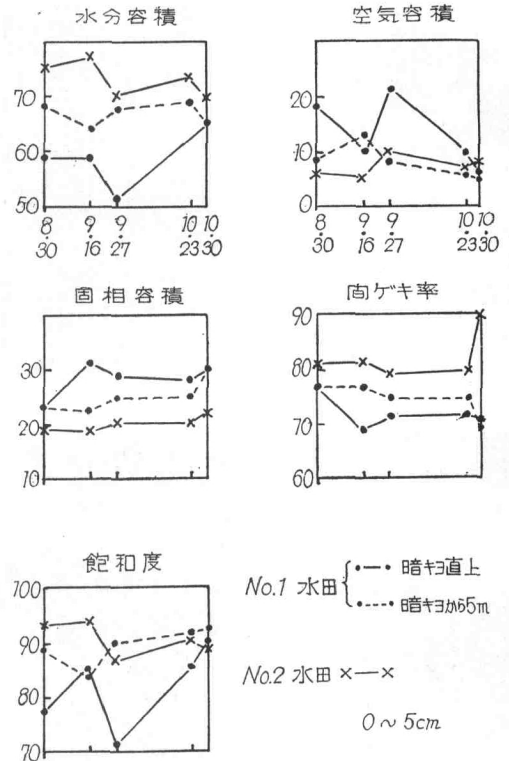 水分容積
70
60
50
8・30
9・16
9・27
10・23
10・30
空気容積
20
10
0
8・30
9・16
9・27
10・23
10・30
固相容積
30
20
10
間ゲキ率
90
80
70
60
飽和度
100
90
80
70
No.1 水田
暗キヨ直上
暗キヨから5m
No.2 水田 ×—×
0～5cm